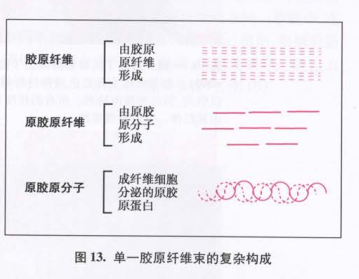 胶原纤维
由胶原
原纤维
形成
原胶原纤维
由原胶
原分子
形成
原胶原分子
成纤维细胞
分泌的原胶
原蛋白
图 13. 单一胶原纤维束的复杂构成